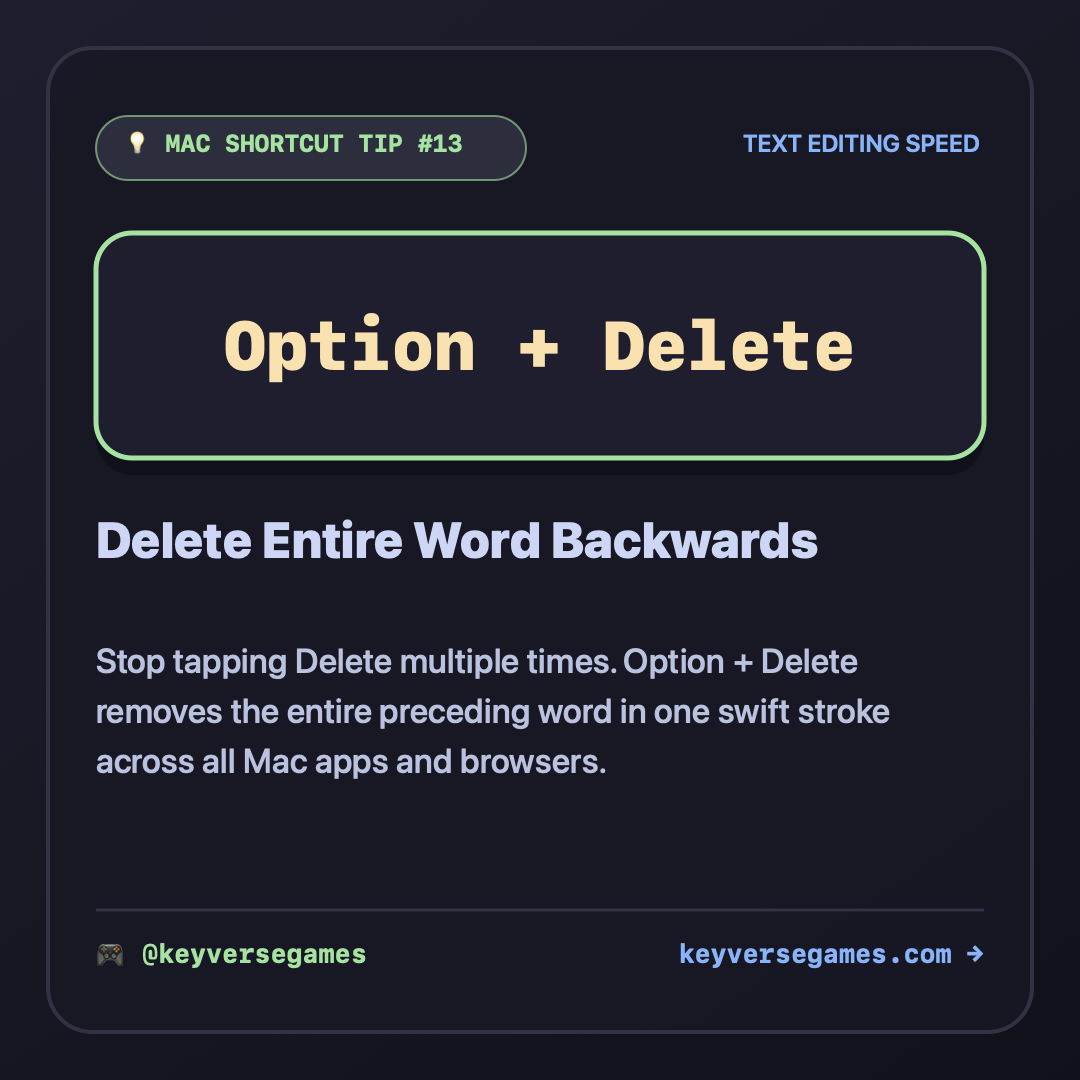 💡 MAC SHORTCUT TIP #13
TEXT EDITING SPEED
Option + Delete
Delete Entire Word Backwards
Stop tapping Delete multiple times. Option + Delete
removes the entire preceding word in one swift stroke
across all Mac apps and browsers.
🎮 @keyversegames
keyversegames.com →